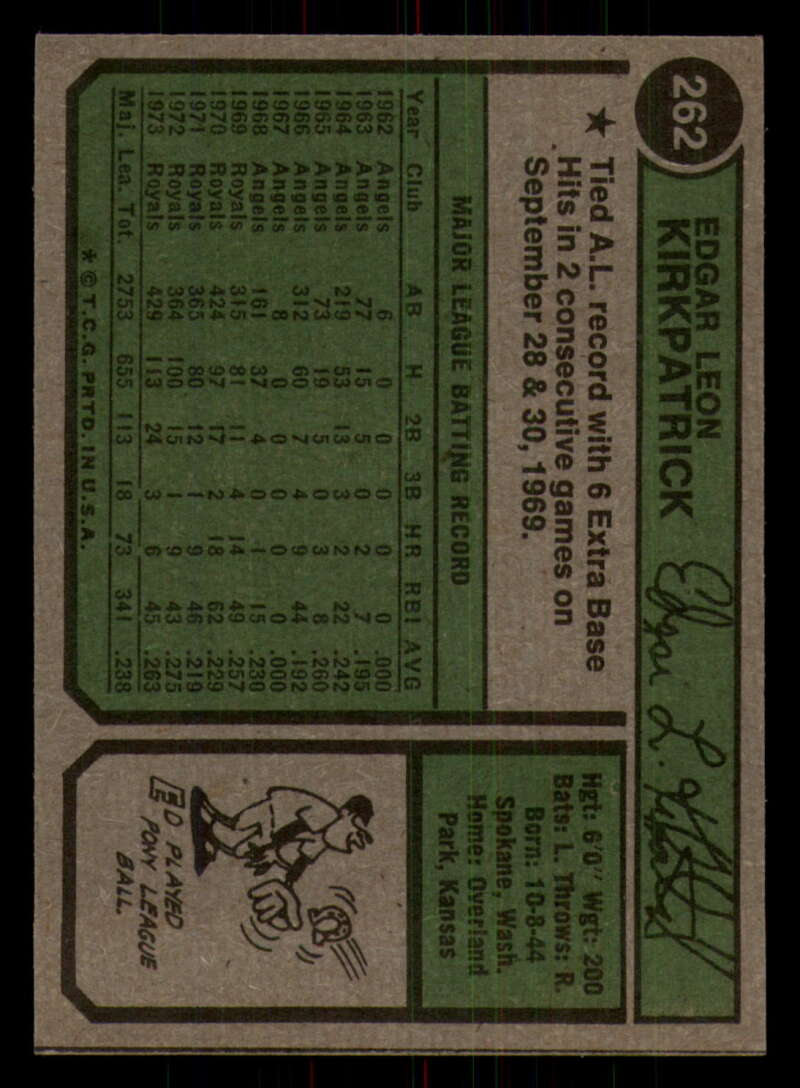 262
EDGAR LEON
KIRKPATRICK
Edgar L. Kirkpatrick
★ Tied A.L. record with 6 Extra Base
Hits in 2 consecutive games on
September 28 & 30, 1969.
MAJOR LEAGUE BATTING RECORD
Year Club AB H 2B 3B HR RBI AVG
1962 Angels 6 0 0 0 0 0 .000
1963 Angels 77 15 5 0 2 7 .195
1964 Angels 219 53 13 3 2 22 .242
1965 Angels 73 19 5 0 3 8 .260
1966 Angels 312 60 7 4 9 44 .192
1967 Angels 8 0 0 0 0 0 .000
1968 Angels 161 37 4 0 1 15 .230
1969 Royals 315 81 11 4 14 49 .257
1970 Royals 424 97 17 2 18 62 .229
1971 Royals 365 80 12 1 9 46 .219
1972 Royals 364 100 15 1 9 43 .275
1973 Royals 429 113 24 3 6 45 .263
Maj. Lea. Tot. 2753 655 113 18 73 341 .238
* © T.C.G. PRTD. IN U.S.A.
Hgt: 6'0" Wgt: 200
Bats: L. Throws: R.
Born: 10-8-44
Spokane, Wash.
Home: Overland
Park, Kansas
ED PLAYED
PONY LEAGUE
BALL.